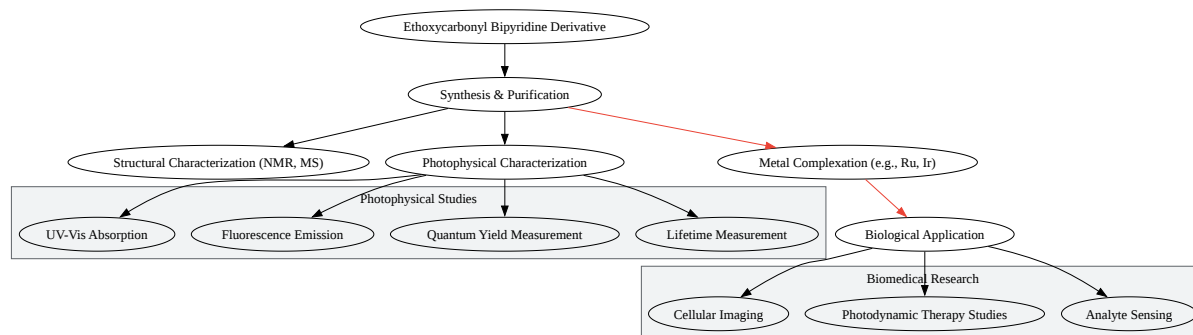 Ethoxycarbonyl Bipyridine Derivative
Synthesis & Purification
Structural Characterization (NMR, MS)
Photophysical Characterization
Metal Complexation (e.g., Ru, Ir)
Photophysical Studies
UV-Vis Absorption
Fluorescence Emission
Quantum Yield Measurement
Lifetime Measurement
Biological Application
Biomedical Research
Cellular Imaging
Photodynamic Therapy Studies
Analyte Sensing